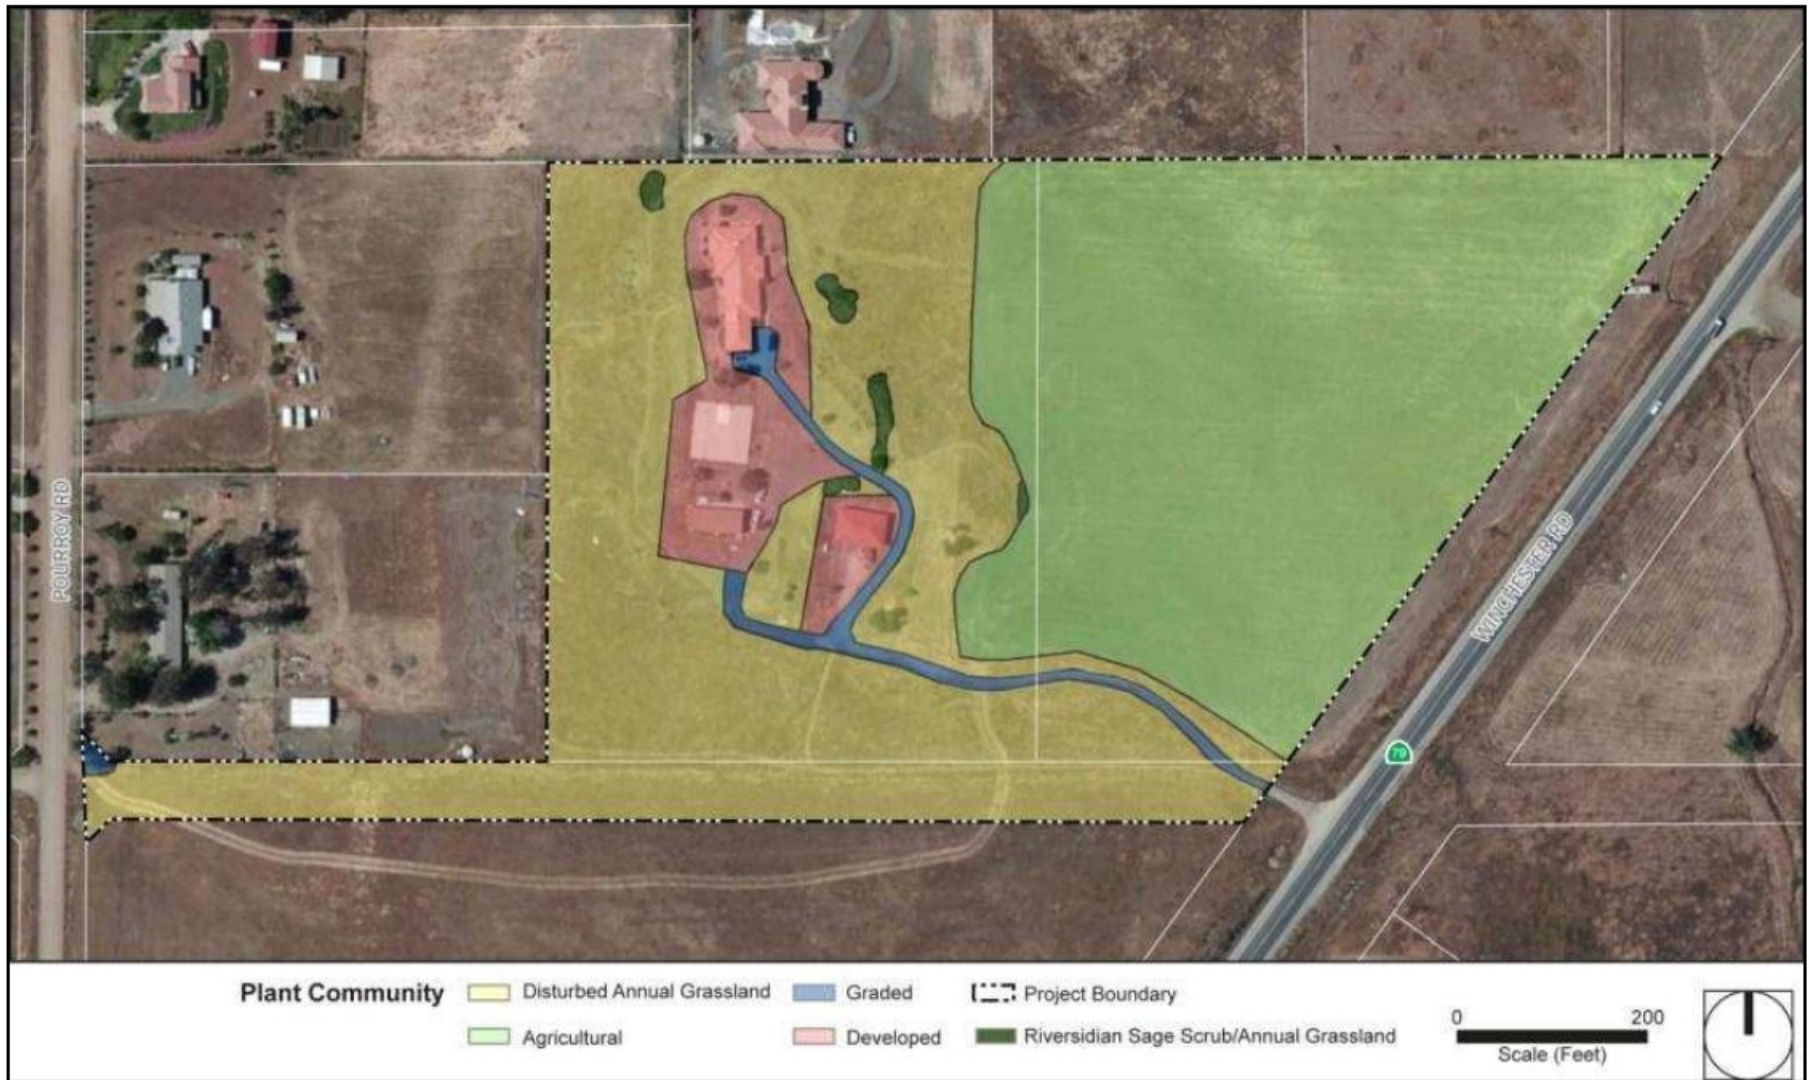 POURROY RD
WINCHESTER RD
79
Plant Community
Disturbed Annual Grassland
Graded
Project Boundary
Agricultural
Developed
Riversidian Sage Scrub/Annual Grassland
0 200
Scale (Feet)